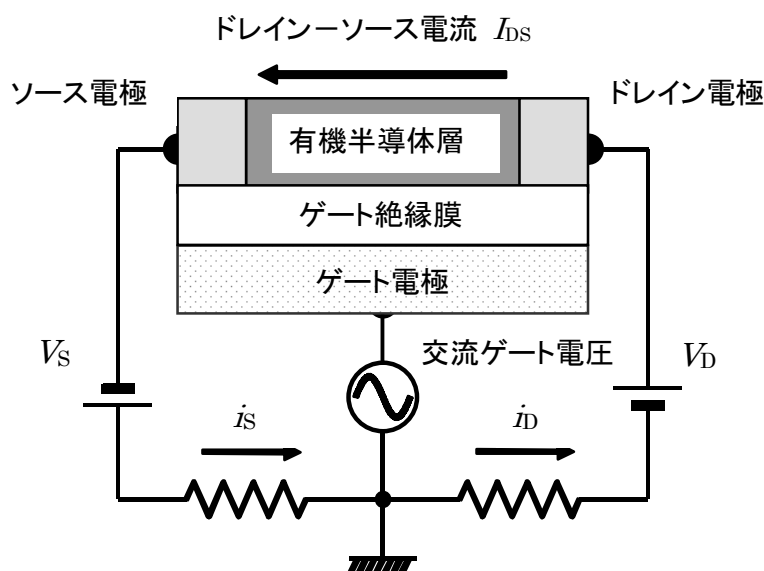 ドレイン－ソース電流 IDS
ソース電極
ドレイン電極
有機半導体層
ゲート絶縁膜
ゲート電極
交流ゲート電圧
VS
VD
iS
iD